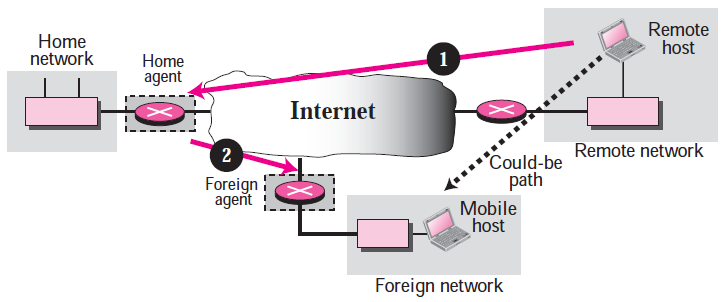 Home
network
Home
agent
1
Remote
host
Internet
2
Foreign
agent
Could-be
path
Remote network
Mobile
host
Foreign network